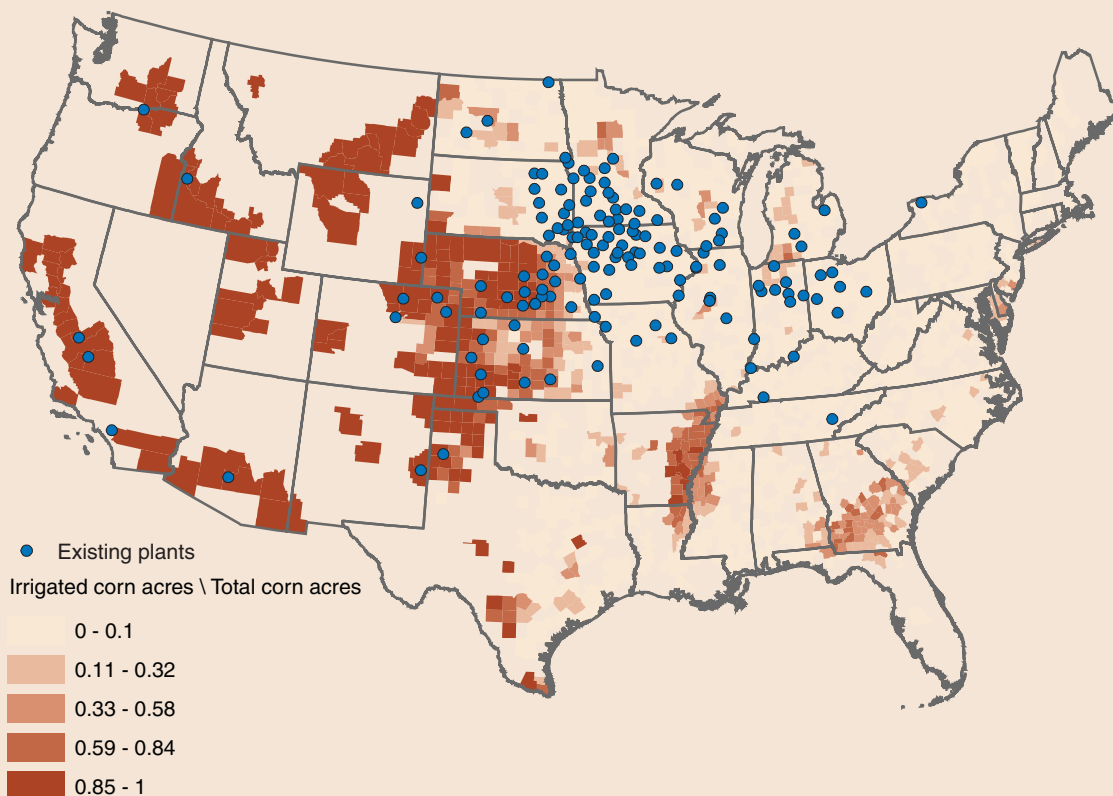 Existing plants
Irrigated corn acres \ Total corn acres
0 - 0.1
0.11 - 0.32
0.33 - 0.58
0.59 - 0.84
0.85 - 1